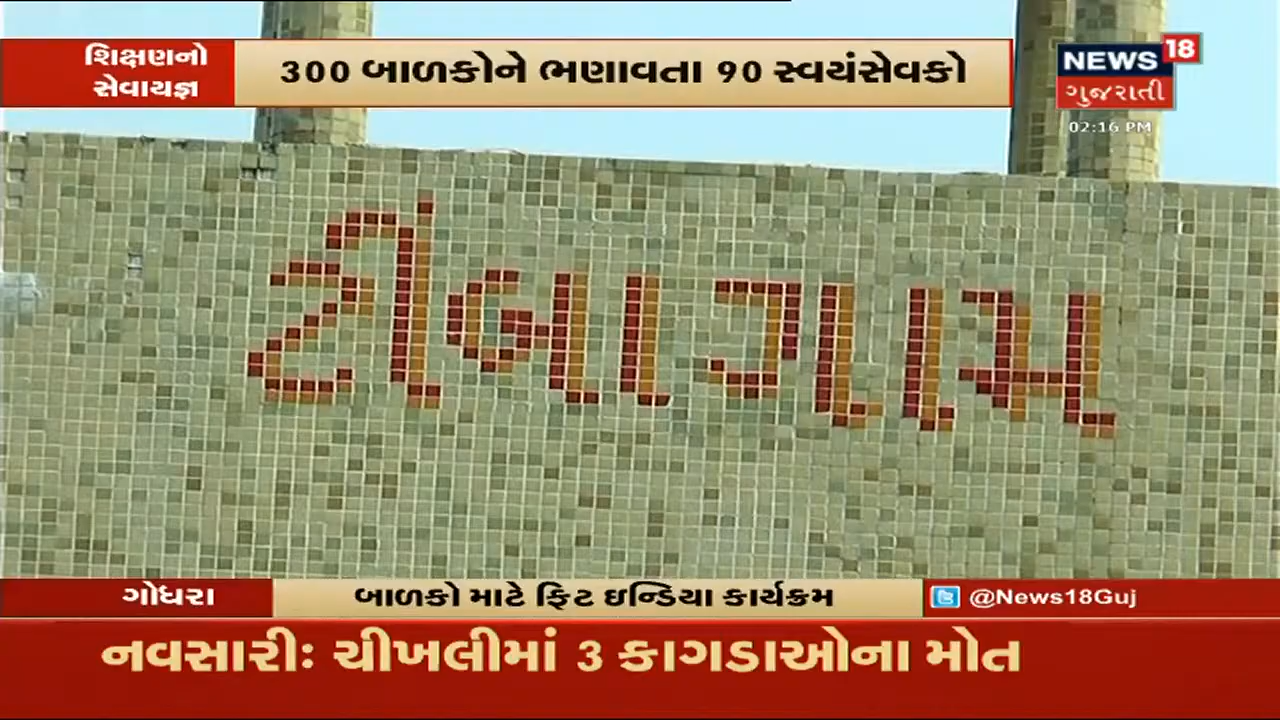 શિક્ષણનો
સેવાયજ્ઞ
300 બાળકોને ભણાવતા 90 સ્વયંસેવકો
NEWS 18
ગુજરાતી
02:16 PM
ટીંબાગામ
ગોધરા
બાળકો માટે ફિટ ઇન્ડિયા કાર્યક્રમ
@News18Guj
નવસારીઃ ચીખલીમાં 3 કાગડાઓના મોત